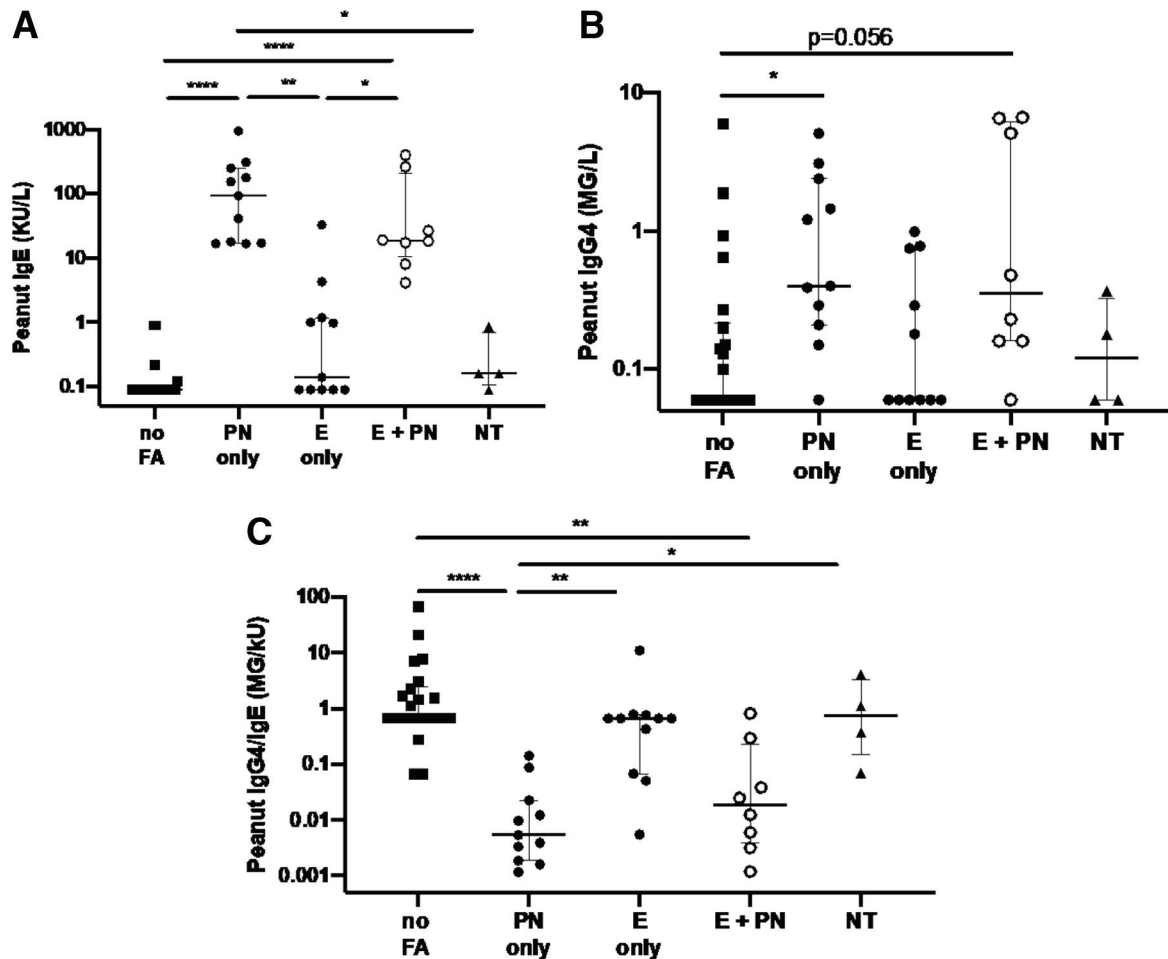 A
*
****
****
**
*
Peanut IgE (KU/L)
1000
100
10
1
0.1
no
FA
PN
only
E
only
E + PN
NT
B
p=0.056
*
Peanut IgG4 (MG/L)
10
1
0.1
no
FA
PN
only
E
only
E + PN
NT
C
**
*
****
**
Peanut IgG4/IgE (MG/kU)
100
10
1
0.1
0.01
0.001
no
FA
PN
only
E
only
E + PN
NT